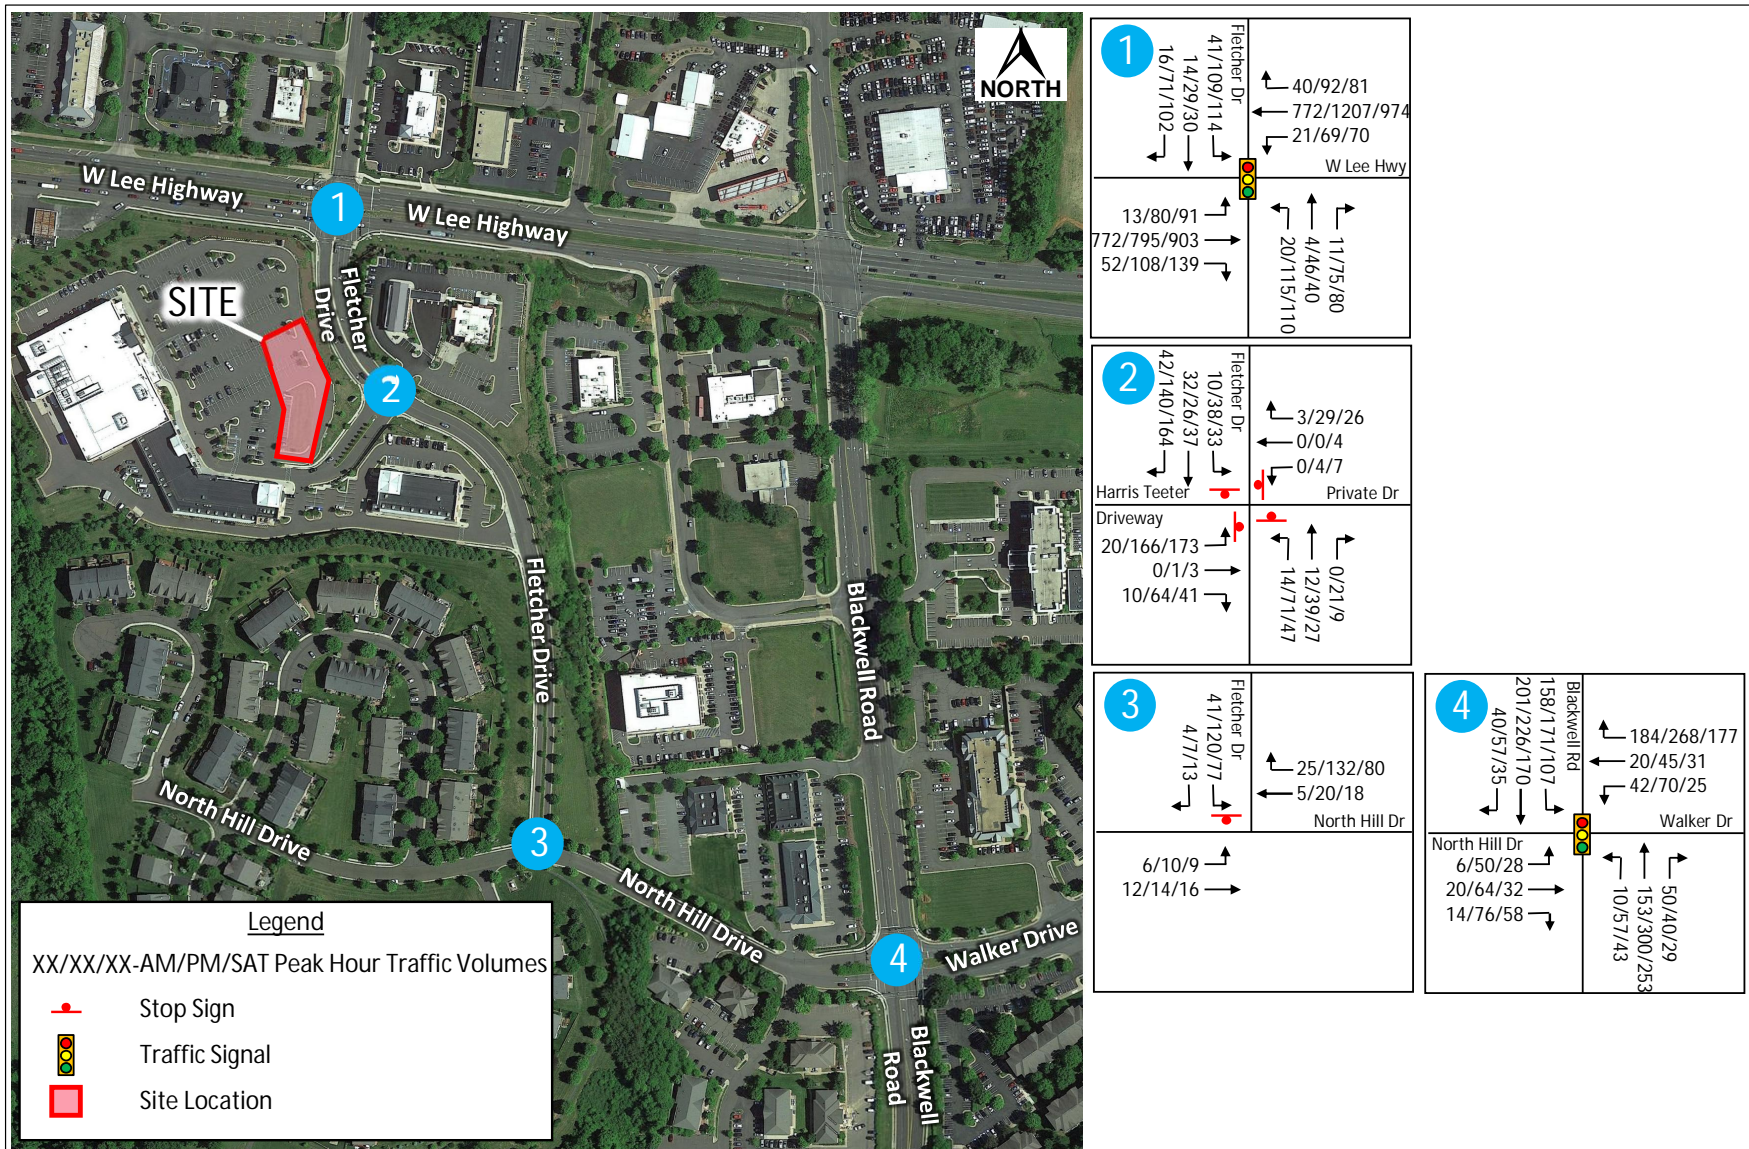 NORTH
W Lee Highway
1
W Lee Highway
Fletcher
Drive
SITE
2
Fletcher Drive
Blackwell Road
North Hill Drive
3
North Hill Drive
4
Walker Drive
Blackwell
Road
Legend
XX/XX/XX-AM/PM/SAT Peak Hour Traffic Volumes
Stop Sign
Traffic Signal
Site Location
1
16/71/102
14/29/30
41/109/114
Fletcher Dr
40/92/81
772/1207/974
21/69/70
W Lee Hwy
13/80/91
772/795/903
52/108/139
20/115/110
4/46/40
11/75/80
2
42/140/164
32/26/37
10/38/33
Fletcher Dr
3/29/26
0/0/4
0/4/7
Harris Teeter
Private Dr
Driveway
20/166/173
0/1/3
10/64/41
14/71/47
12/39/27
0/21/9
3
4/7/13
41/120/77
Fletcher Dr
25/132/80
5/20/18
North Hill Dr
6/10/9
12/14/16
4
40/57/35
201/226/170
158/171/107
Blackwell Rd
184/268/177
20/45/31
42/70/25
Walker Dr
North Hill Dr
6/50/28
20/64/32
14/76/58
10/57/43
153/300/253
50/40/29